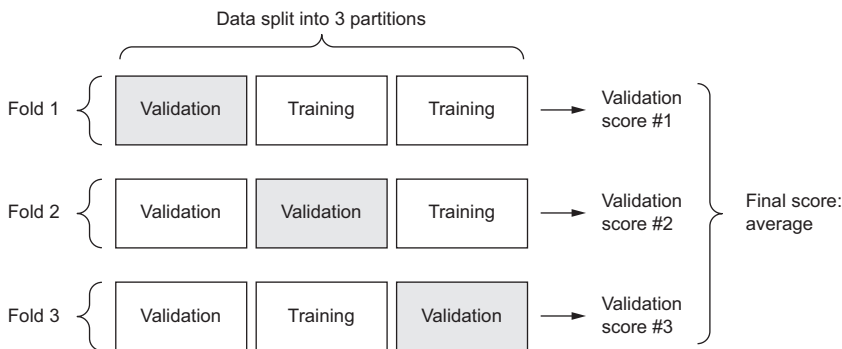 Data split into 3 partitions
Fold 1
Validation
Training
Training
Validation
score #1
Fold 2
Validation
Validation
Training
Validation
score #2
Final score:
average
Fold 3
Validation
Training
Validation
Validation
score #3